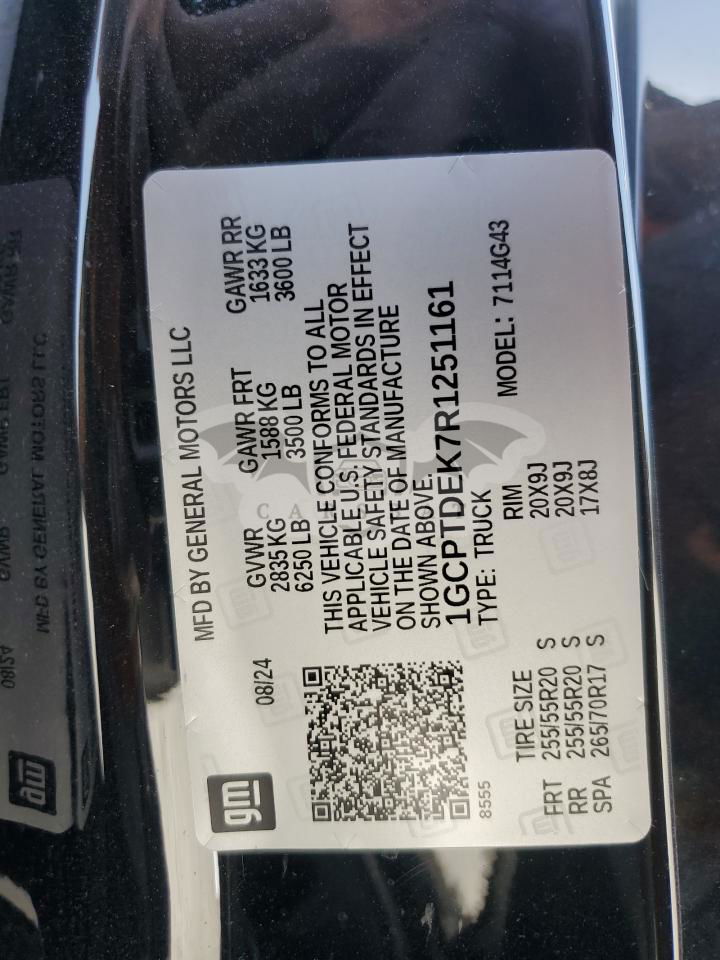 gm
MFD BY GENERAL MOTORS LLC
08/24
GVWR GAWR FRT GAWR RR
2835 KG 1588 KG 1633 KG
6250 LB 3500 LB 3600 LB
THIS VEHICLE CONFORMS TO ALL
APPLICABLE U.S. FEDERAL MOTOR
VEHICLE SAFETY STANDARDS IN EFFECT
ON THE DATE OF MANUFACTURE
SHOWN ABOVE.
1GCPTDEK7R1251161
8555 TYPE: TRUCK MODEL: 7114G43
TIRE SIZE RIM
FRT 255/55R20 S 20X9J
RR 255/55R20 S 20X9J
SPA 265/70R17 S 17X8J